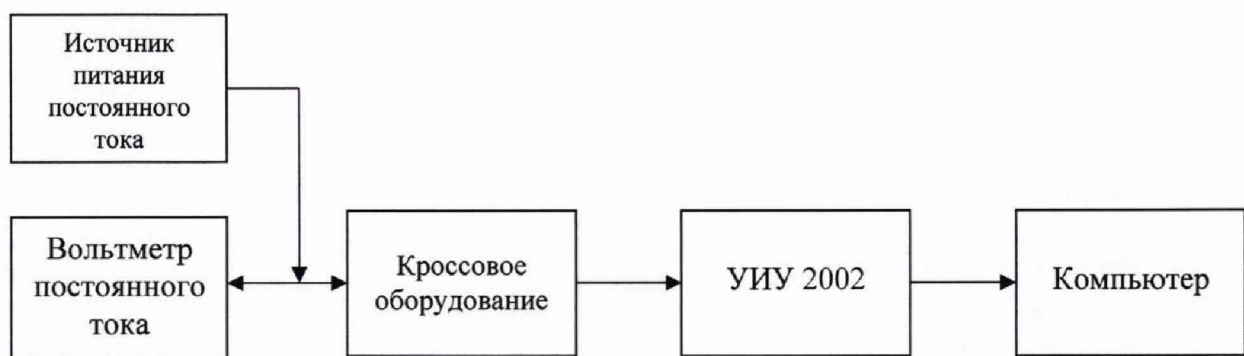 Источник
питания
постоянного
тока
Вольтметр
постоянного
тока
Кроссовое
оборудование
УИУ 2002
Компьютер